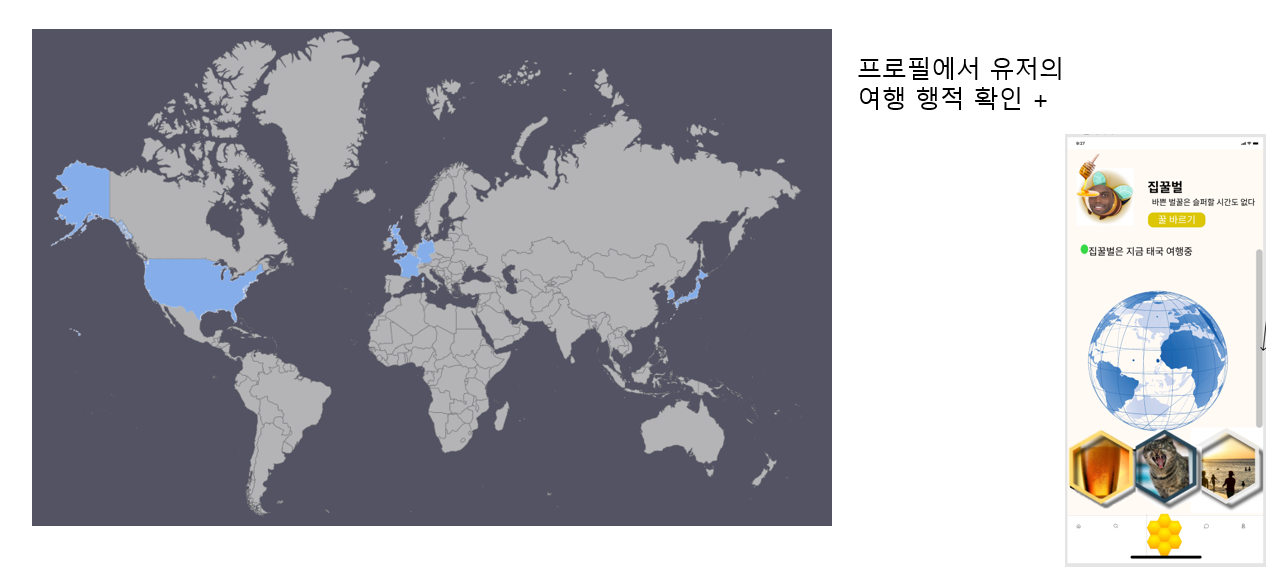 프로필에서 유저의
여행 행적 확인 +
9:27
집꿀벌
바쁜 벌꿀은 슬퍼할 시간도 없다
꿀 바르기
집꿀벌은 지금 태국 여행중